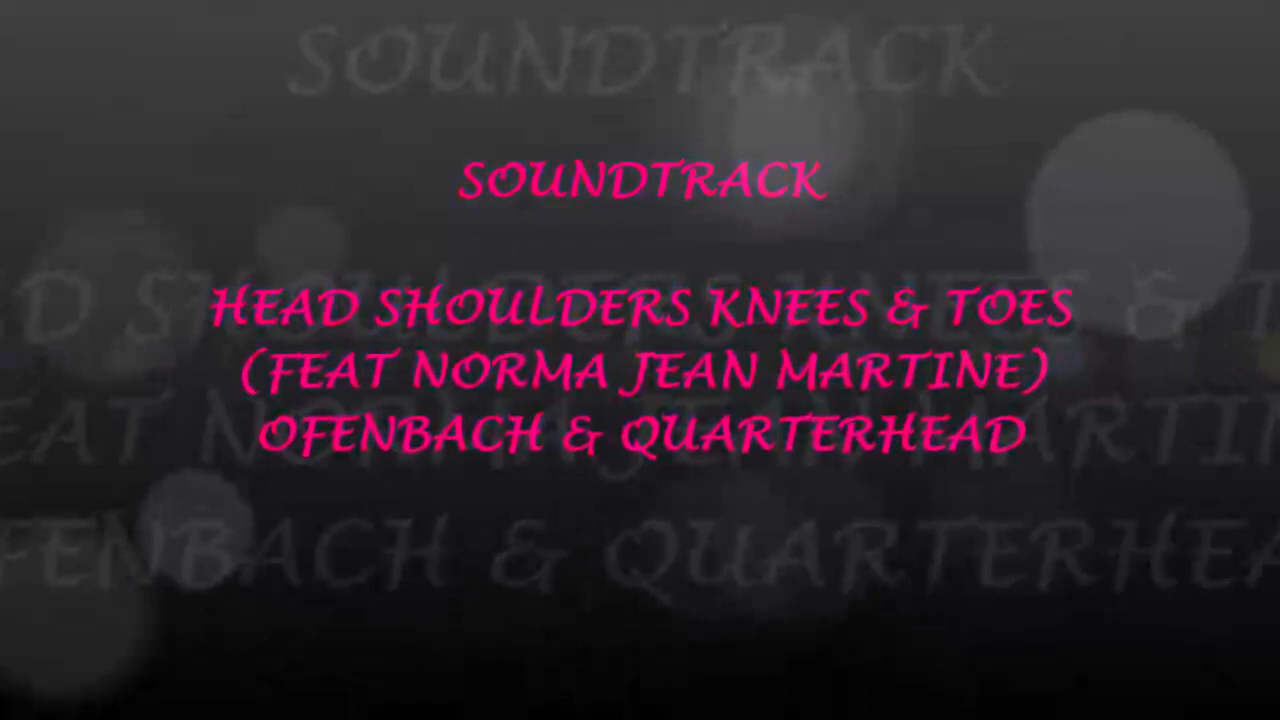 SOUNDTRACK
HEAD SHOULDERS KNEES & TOES
(FEAT NORMA JEAN MARTINE)
OFENBACH & QUARTERHEAD